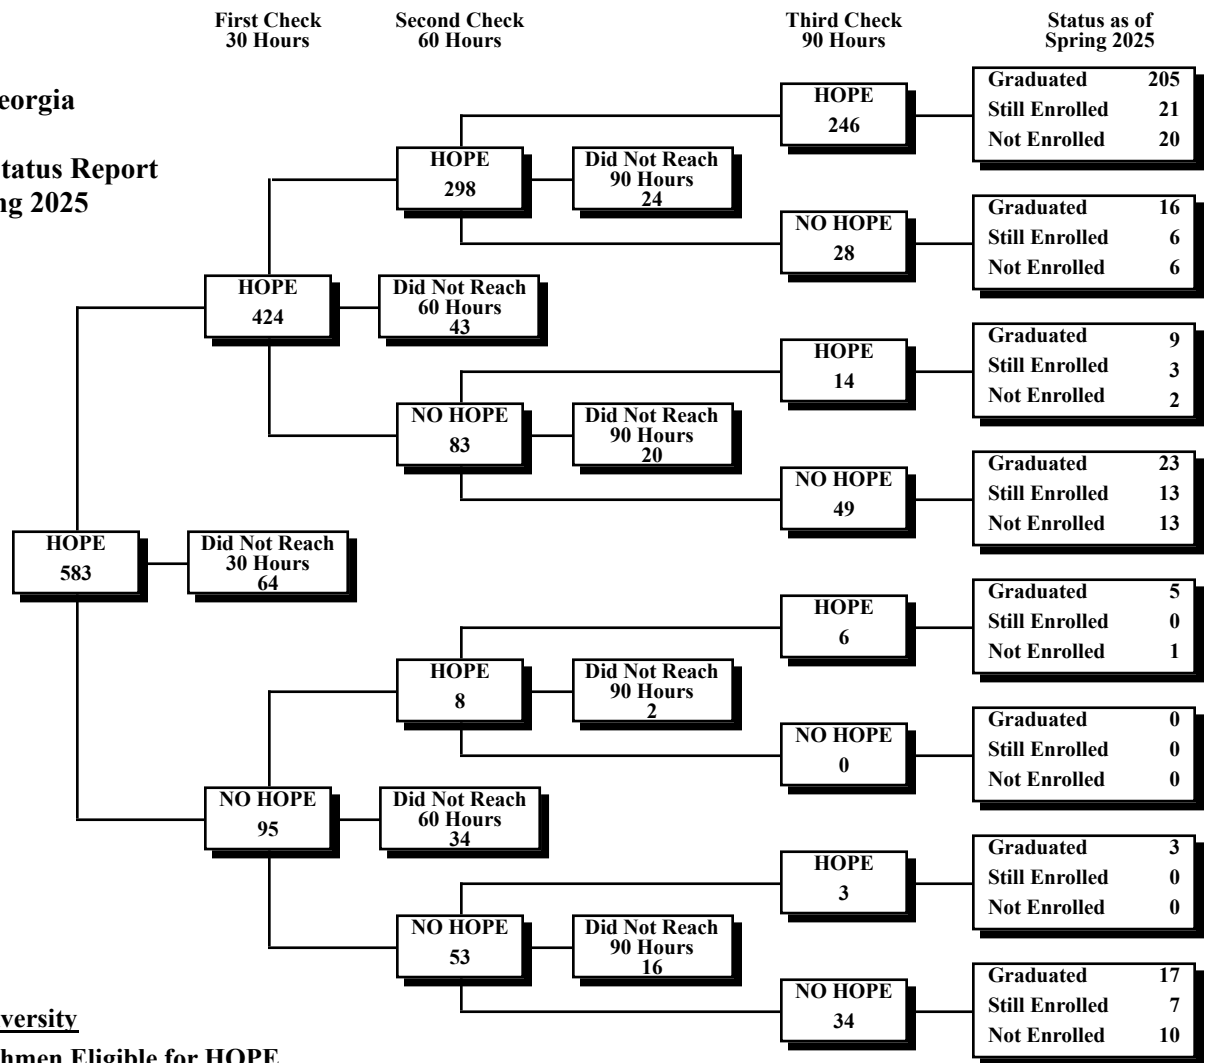 First Check
30 Hours
Second Check
60 Hours
Third Check
90 Hours
Status as of
Spring 2025
Status Report
2025
HOPE
583
Did Not Reach
30 Hours
64
HOPE
424
Did Not Reach
60 Hours
43
NO HOPE
95
Did Not Reach
60 Hours
34
HOPE
298
Did Not Reach
90 Hours
24
NO HOPE
83
Did Not Reach
90 Hours
20
HOPE
8
Did Not Reach
90 Hours
2
NO HOPE
53
Did Not Reach
90 Hours
16
HOPE
246
Graduated 205
Still Enrolled 21
Not Enrolled 20
NO HOPE
28
Graduated 16
Still Enrolled 6
Not Enrolled 6
HOPE
14
Graduated 9
Still Enrolled 3
Not Enrolled 2
NO HOPE
49
Graduated 23
Still Enrolled 13
Not Enrolled 13
HOPE
6
Graduated 5
Still Enrolled 0
Not Enrolled 1
NO HOPE
0
Graduated 0
Still Enrolled 0
Not Enrolled 0
HOPE
3
Graduated 3
Still Enrolled 0
Not Enrolled 0
NO HOPE
34
Graduated 17
Still Enrolled 7
Not Enrolled 10
Eligible for HOPE